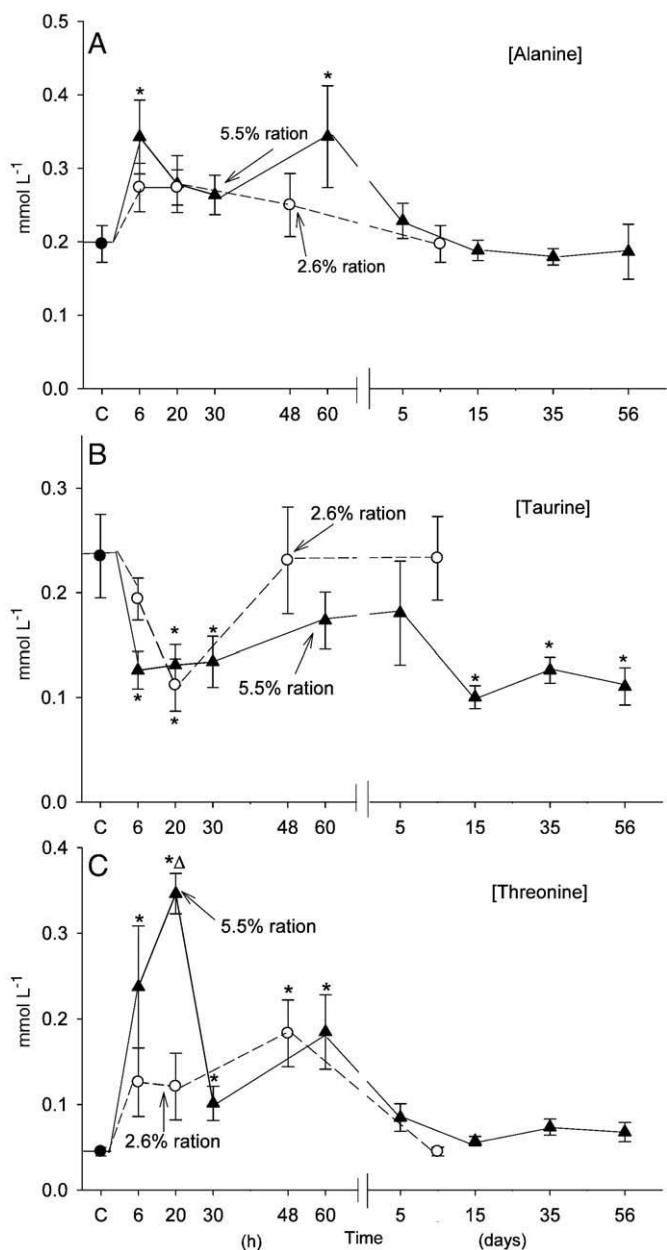 A
[Alanine]
0.5
0.4
0.3
0.2
0.1
0.0
mmol L⁻¹
*
*
5.5% ration
2.6% ration
C 6 20 30 48 60 5 15 35 56
B
[Taurine]
0.3
0.2
0.1
0.0
mmol L⁻¹
2.6% ration
* *
5.5% ration
* *
* * *
C 6 20 30 48 60 5 15 35 56
C
[Threonine]
0.4
0.3
0.2
0.1
0.0
mmol L⁻¹
*Δ
*
5.5% ration
* *
*
2.6% ration
C 6 20 30 48 60 5 15 35 56
(h) Time (days)